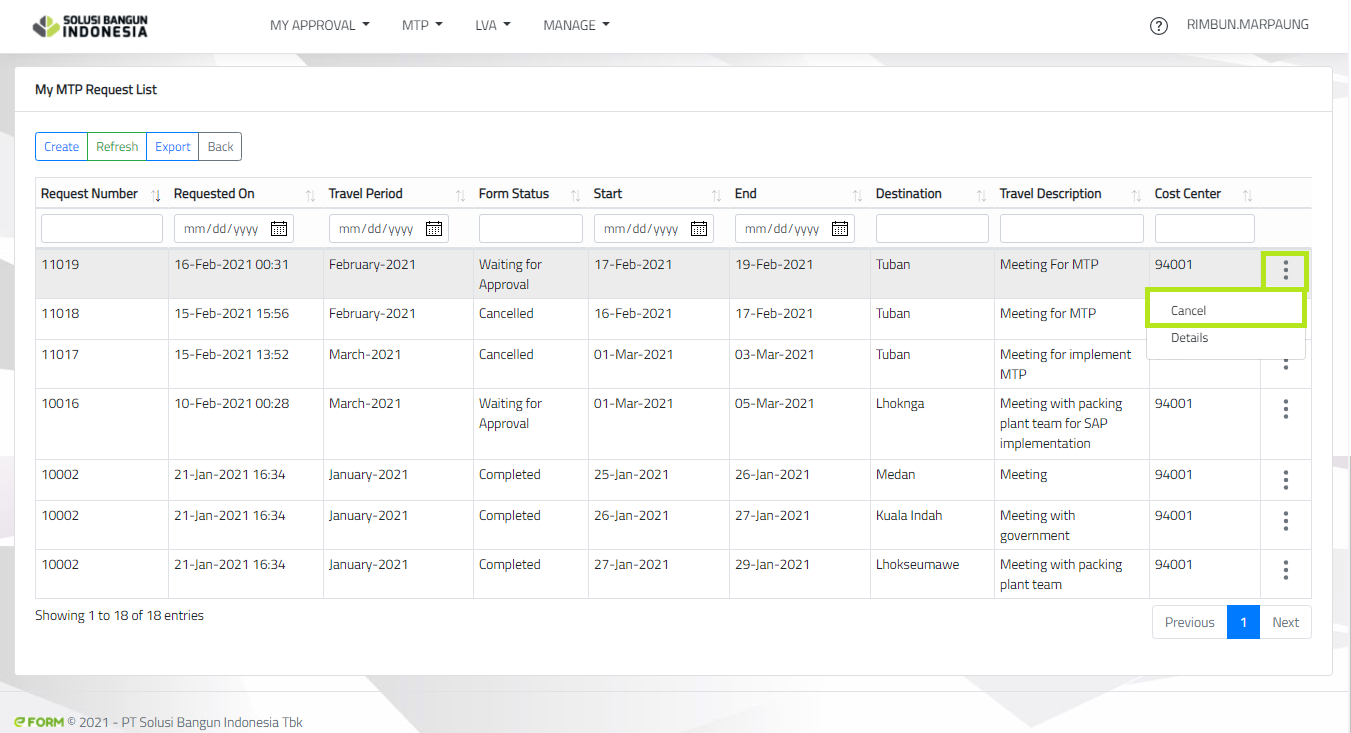 SOLUSI BANGUN
INDONESIA
MY APPROVAL MTP LVA MANAGE ? RIMBUN.MARPAUNG
My MTP Request List
Create Refresh Export Back
Request Number Requested On Travel Period Form Status Start End Destination Travel Description Cost Center
mm/dd/yyyy mm/dd/yyyy mm/dd/yyyy mm/dd/yyyy
11019 16-Feb-2021 00:31 February-2021 Waiting for 17-Feb-2021 19-Feb-2021 Tuban Meeting For MTP 94001
Approval
Cancel
11018 15-Feb-2021 15:56 February-2021 Cancelled 16-Feb-2021 17-Feb-2021 Tuban Meeting for MTP
Details
11017 15-Feb-2021 13:52 March-2021 Cancelled 01-Mar-2021 03-Mar-2021 Tuban Meeting for implement
MTP
10016 10-Feb-2021 00:28 March-2021 Waiting for 01-Mar-2021 05-Mar-2021 Lhoknga Meeting with packing 94001
Approval plant team for SAP
implementation
10002 21-Jan-2021 16:34 January-2021 Completed 25-Jan-2021 26-Jan-2021 Medan Meeting 94001
10002 21-Jan-2021 16:34 January-2021 Completed 26-Jan-2021 27-Jan-2021 Kuala Indah Meeting with 94001
government
10002 21-Jan-2021 16:34 January-2021 Completed 27-Jan-2021 29-Jan-2021 Lhokseumawe Meeting with packing 94001
plant team
Showing 1 to 18 of 18 entries
Previous 1 Next
e FORM © 2021 - PT Solusi Bangun Indonesia Tbk